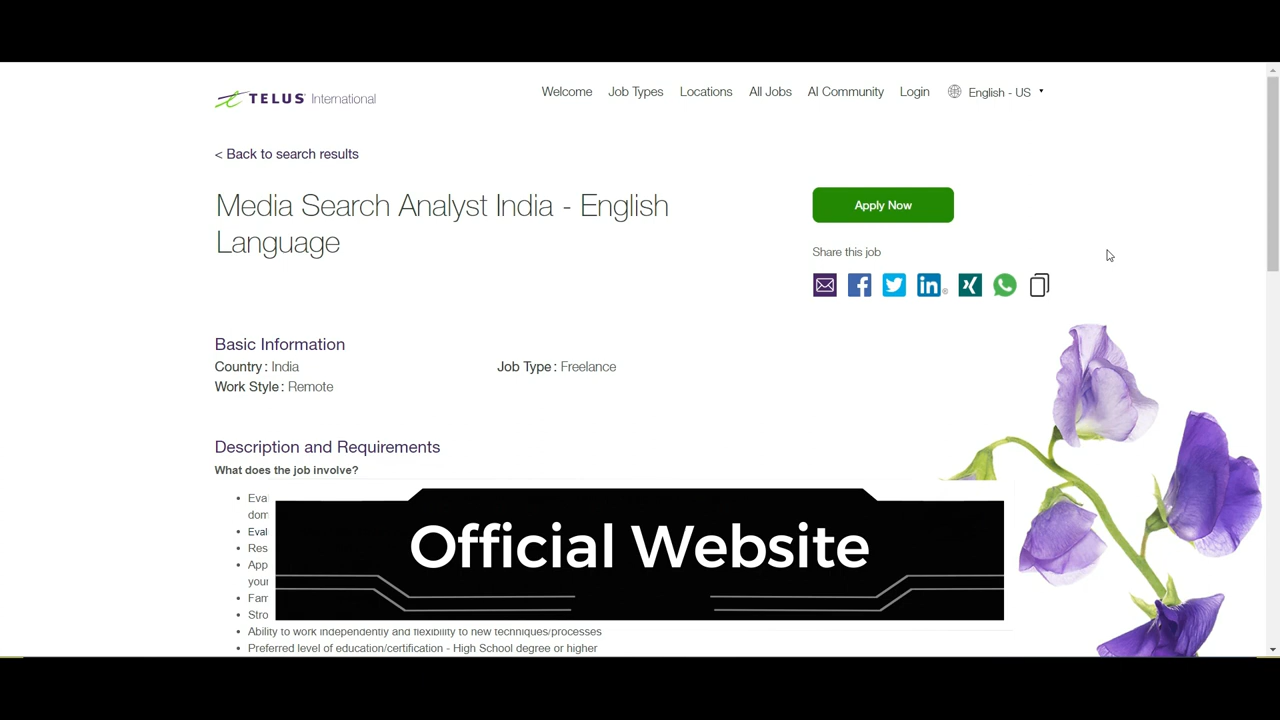 TELUS International
Welcome Job Types Locations All Jobs AI Community Login English - US
< Back to search results
Media Search Analyst India - English
Language
Apply Now
Share this job
Basic Information
Country : India Job Type : Freelance
Work Style : Remote
Description and Requirements
What does the job involve?
Official Website
Ability to work independently and flexibility to new techniques/processes
Preferred level of education/certification - High School degree or higher